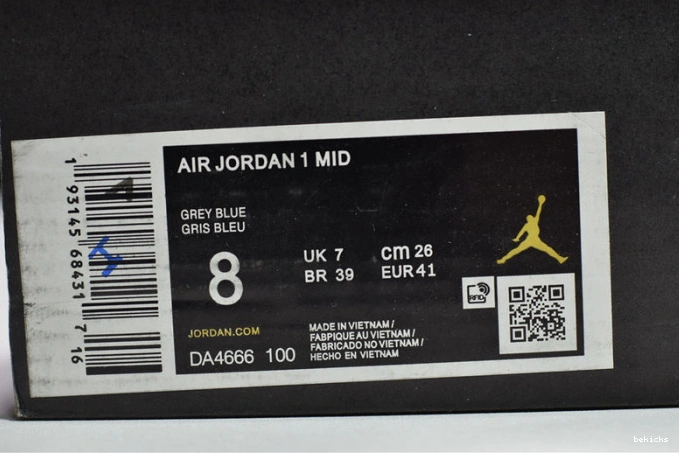 AIR JORDAN 1 MID
GREY BLUE
GRIS BLEU
8
UK 7
BR 39
cm 26
EUR 41
RFID
JORDAN.COM
DA4666 100
MADE IN VIETNAM /
FABRIQUE AU VIETNAM /
FABRICADO NO VIETNAM /
HECHO EN VIETNAM
1 93145 68431 7 16
bekicks